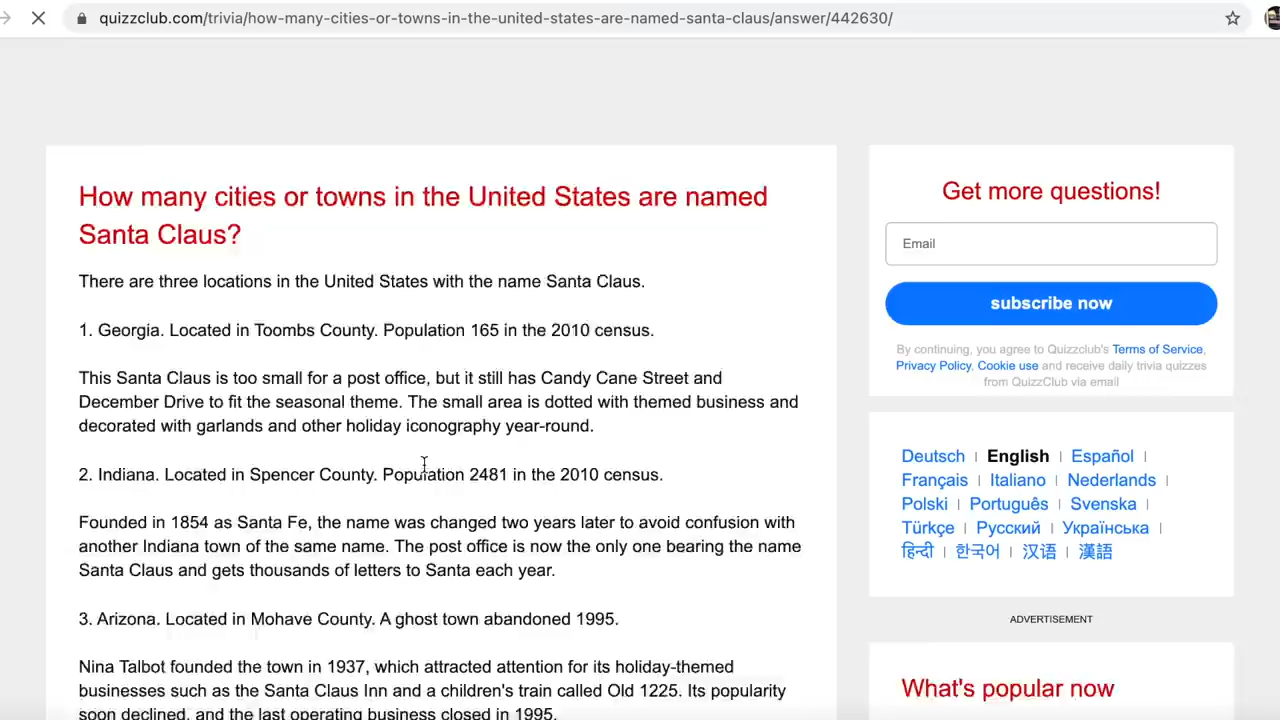 quizzclub.com/trivia/how-many-cities-or-towns-in-the-united-states-are-named-santa-claus/answer/442630/
How many cities or towns in the United States are named
Santa Claus?
There are three locations in the United States with the name Santa Claus.
1. Georgia. Located in Toombs County. Population 165 in the 2010 census.
This Santa Claus is too small for a post office, but it still has Candy Cane Street and
December Drive to fit the seasonal theme. The small area is dotted with themed business and
decorated with garlands and other holiday iconography year-round.
2. Indiana. Located in Spencer County. Population 2481 in the 2010 census.
Founded in 1854 as Santa Fe, the name was changed two years later to avoid confusion with
another Indiana town of the same name. The post office is now the only one bearing the name
Santa Claus and gets thousands of letters to Santa each year.
3. Arizona. Located in Mohave County. A ghost town abandoned 1995.
Nina Talbot founded the town in 1937, which attracted attention for its holiday-themed
businesses such as the Santa Claus Inn and a children's train called Old 1225. Its popularity
soon declined, and the last operating business closed in 1995.
Get more questions!
Email
subscribe now
By continuing, you agree to Quizzclub's Terms of Service,
Privacy Policy, Cookie use and receive daily trivia quizzes
from QuizzClub via email
Deutsch | English | Español |
Français | Italiano | Nederlands |
Polski | Português | Svenska |
Türkçe | Русский | Українська |
हिन्दी | 한국어 | 汉语 | 漢語
ADVERTISEMENT
What's popular now